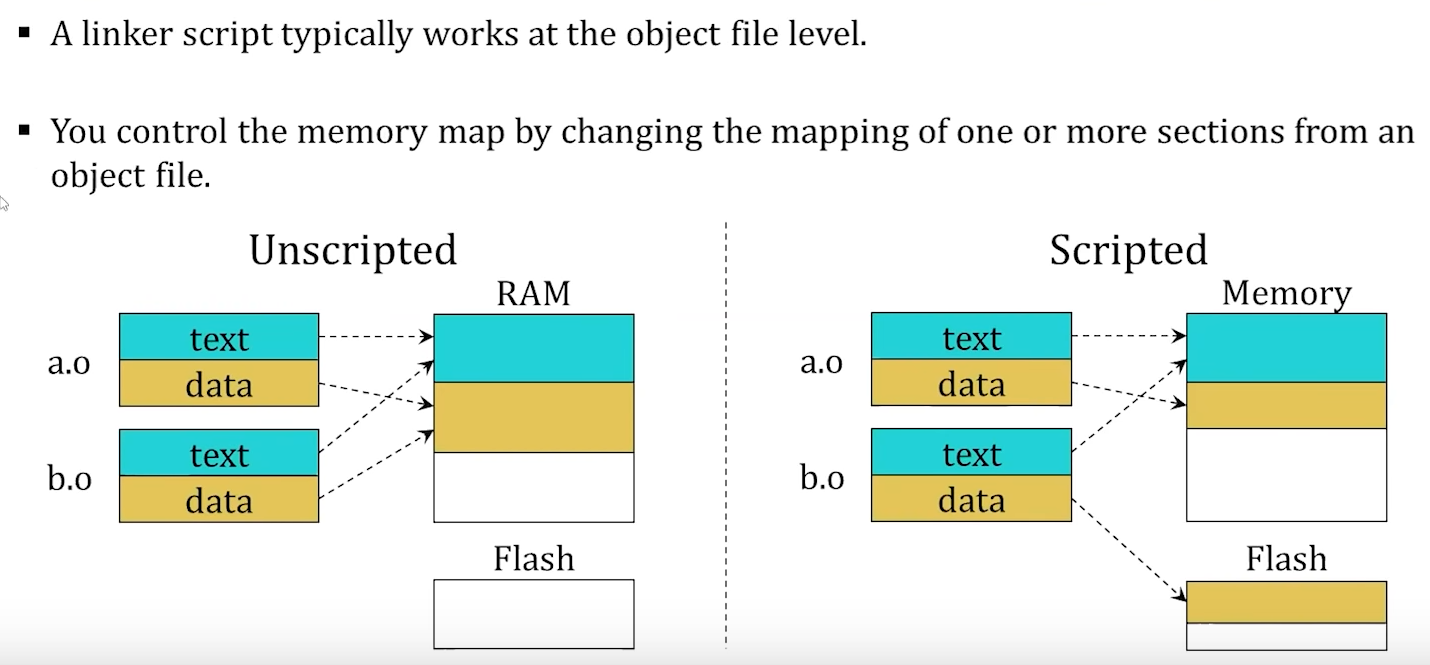 ▪ A linker script typically works at the object file level.
▪ You control the memory map by changing the mapping of one or more sections from an
object file.
Unscripted
RAM
a.o
text
data
b.o
text
data
Flash
Scripted
Memory
a.o
text
data
b.o
text
data
Flash